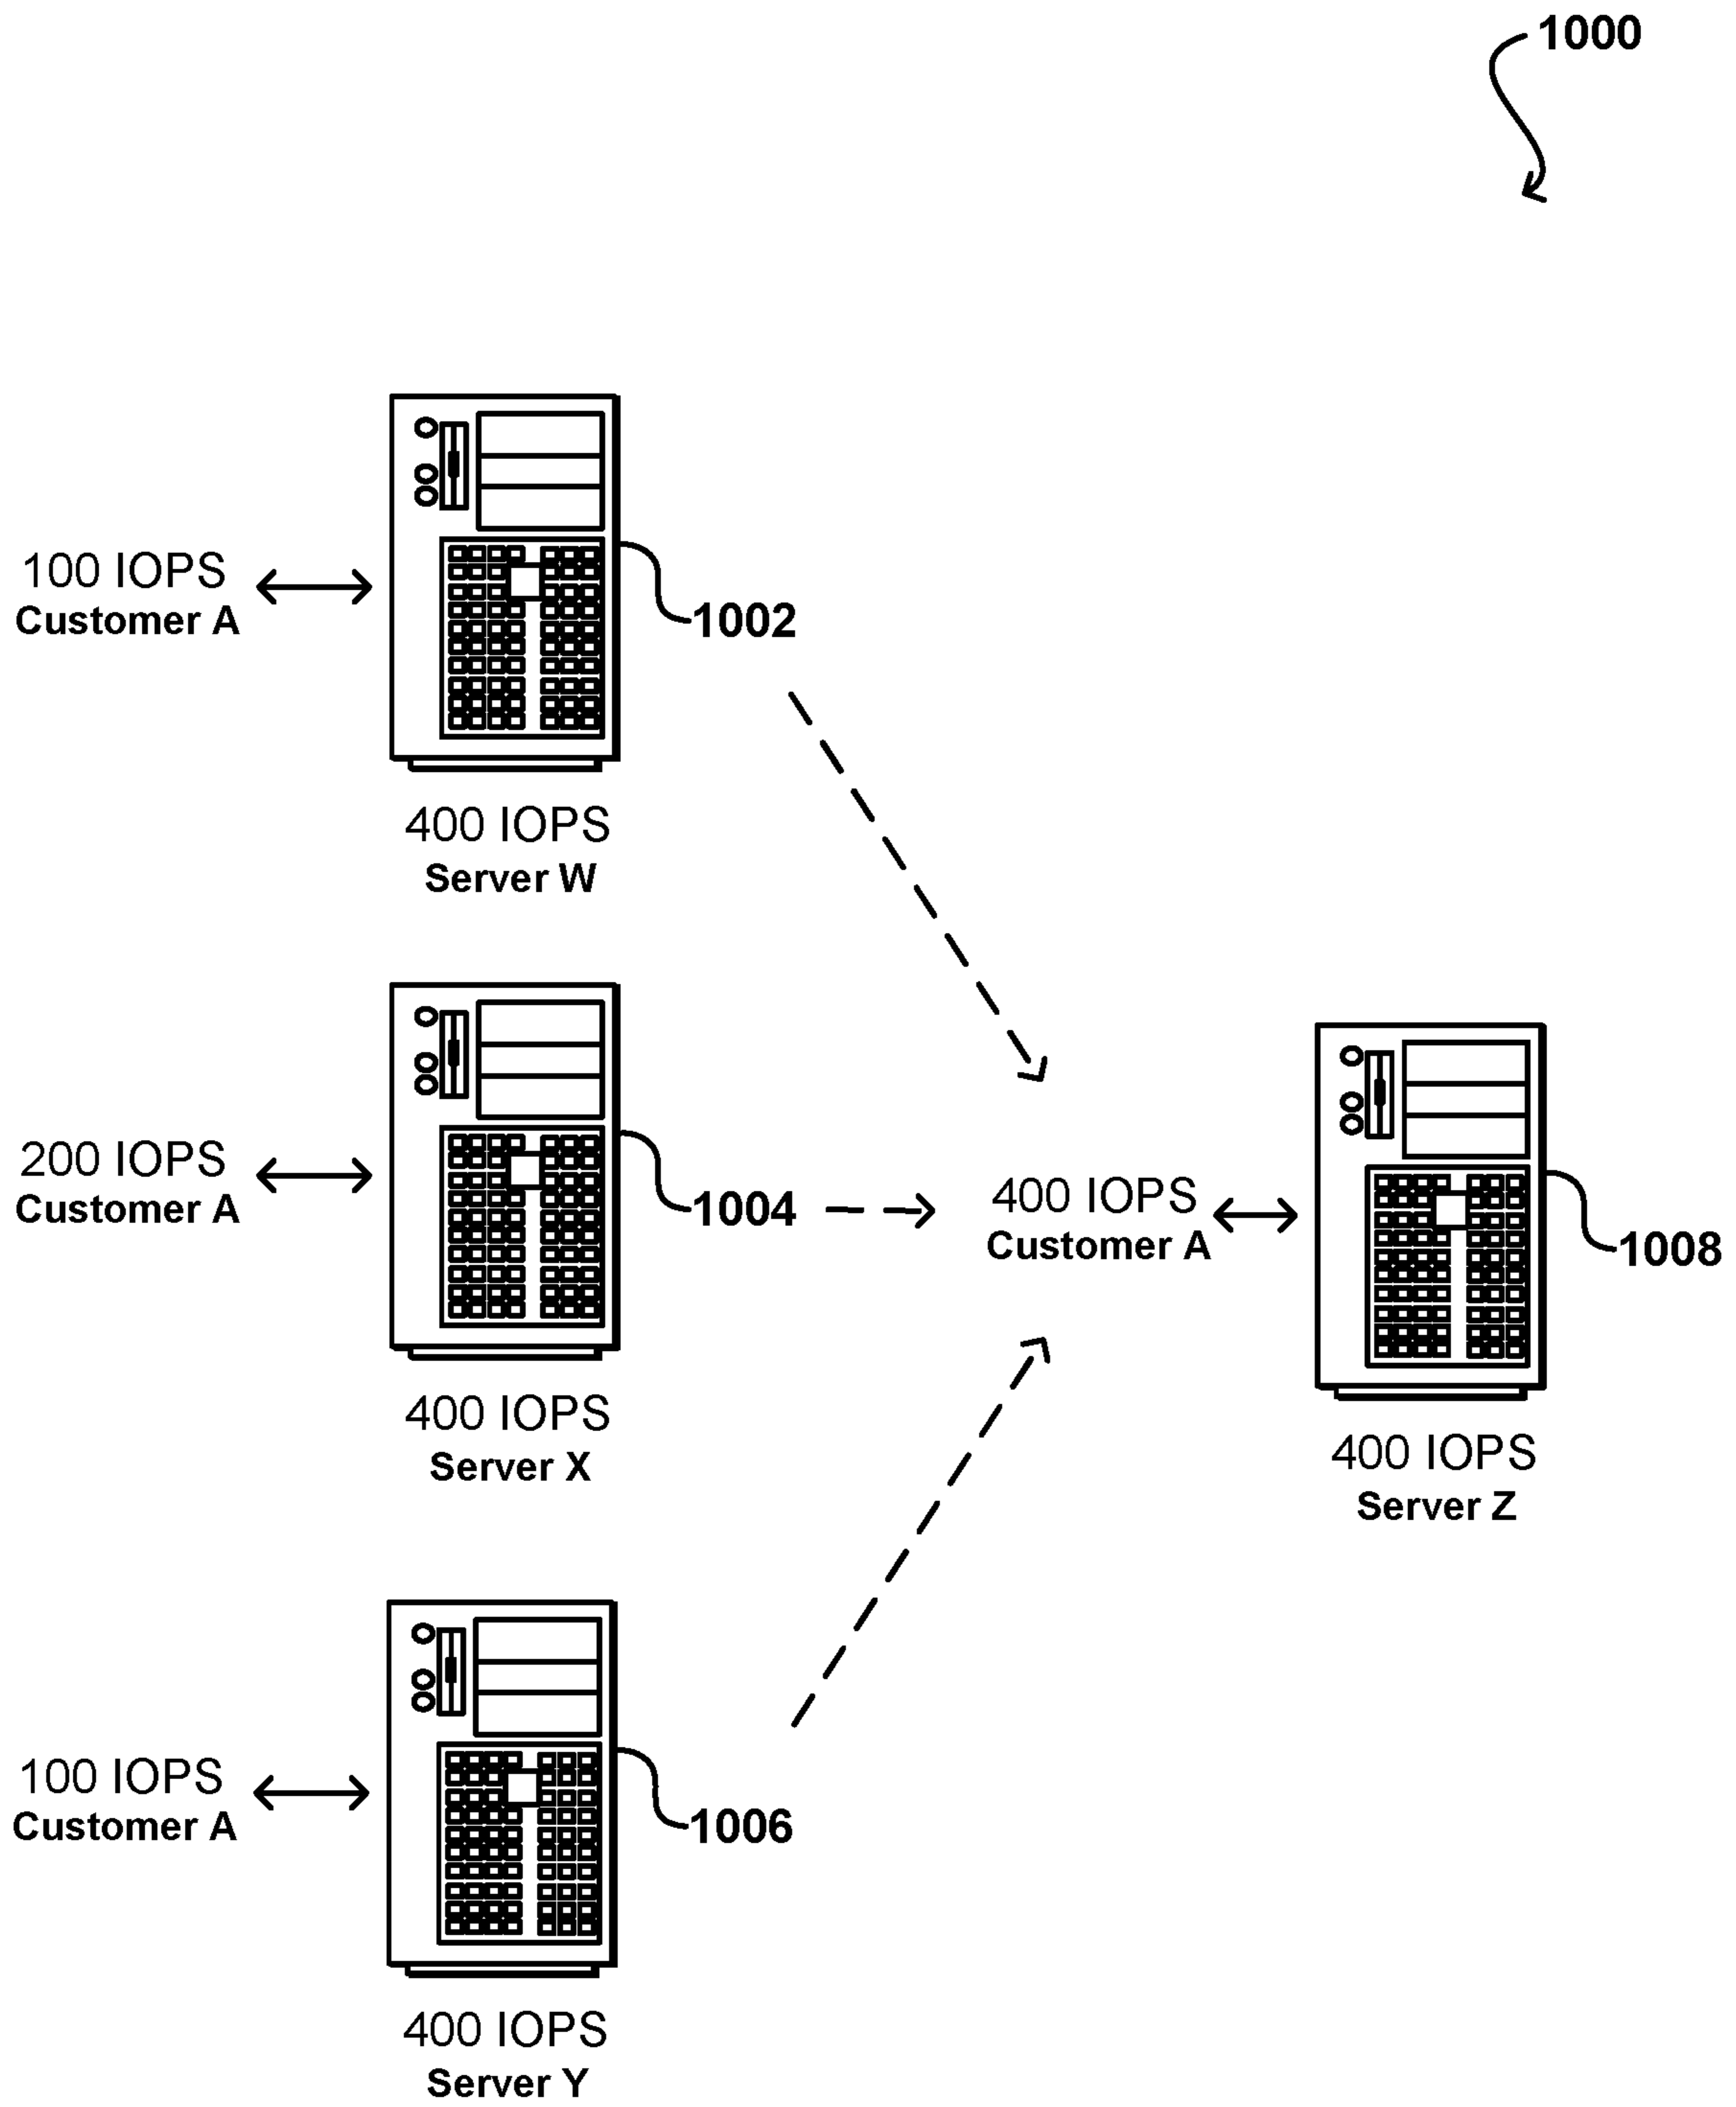 1000
100 IOPS
Customer A
1002
400 IOPS
Server W
200 IOPS
Customer A
1004
400 IOPS
Customer A
1008
400 IOPS
Server X
400 IOPS
Server Z
100 IOPS
Customer A
1006
400 IOPS
Server Y